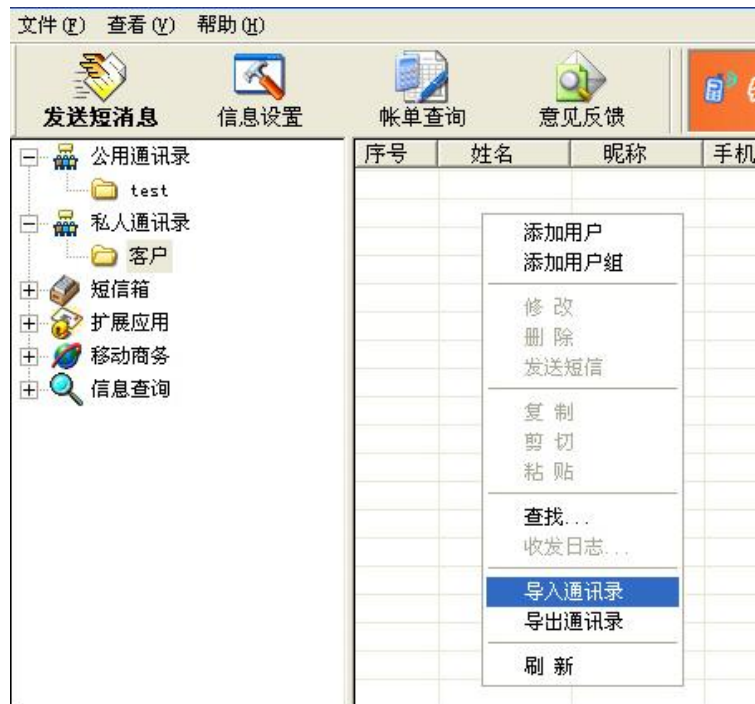 文件(F) 查看(V) 帮助(H)
发送短消息 信息设置 帐单查询 意见反馈
公用通讯录
test
私人通讯录
客户
短信箱
扩展应用
移动商务
信息查询
序号 姓名 昵称 手机
添加用户
添加用户组
修 改
删 除
发送短信
复 制
剪 切
粘 贴
查找...
收发日志...
导入通讯录
导出通讯录
刷 新